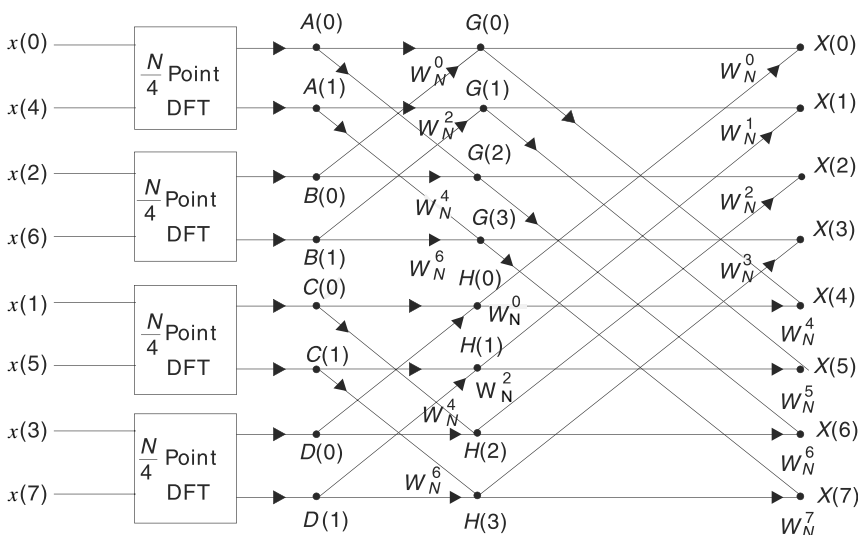 x(0)
x(4)
x(2)
x(6)
x(1)
x(5)
x(3)
x(7)
N/4 Point
DFT
N/4 Point
DFT
N/4 Point
DFT
N/4 Point
DFT
A(0)
A(1)
B(0)
B(1)
C(0)
C(1)
D(0)
D(1)
W_N^0
W_N^2
W_N^4
W_N^6
W_N^0
W_N^2
W_N^4
W_N^6
G(0)
G(1)
G(2)
G(3)
H(0)
H(1)
H(2)
H(3)
W_N^0
W_N^1
W_N^2
W_N^3
W_N^4
W_N^5
W_N^6
W_N^7
X(0)
X(1)
X(2)
X(3)
X(4)
X(5)
X(6)
X(7)